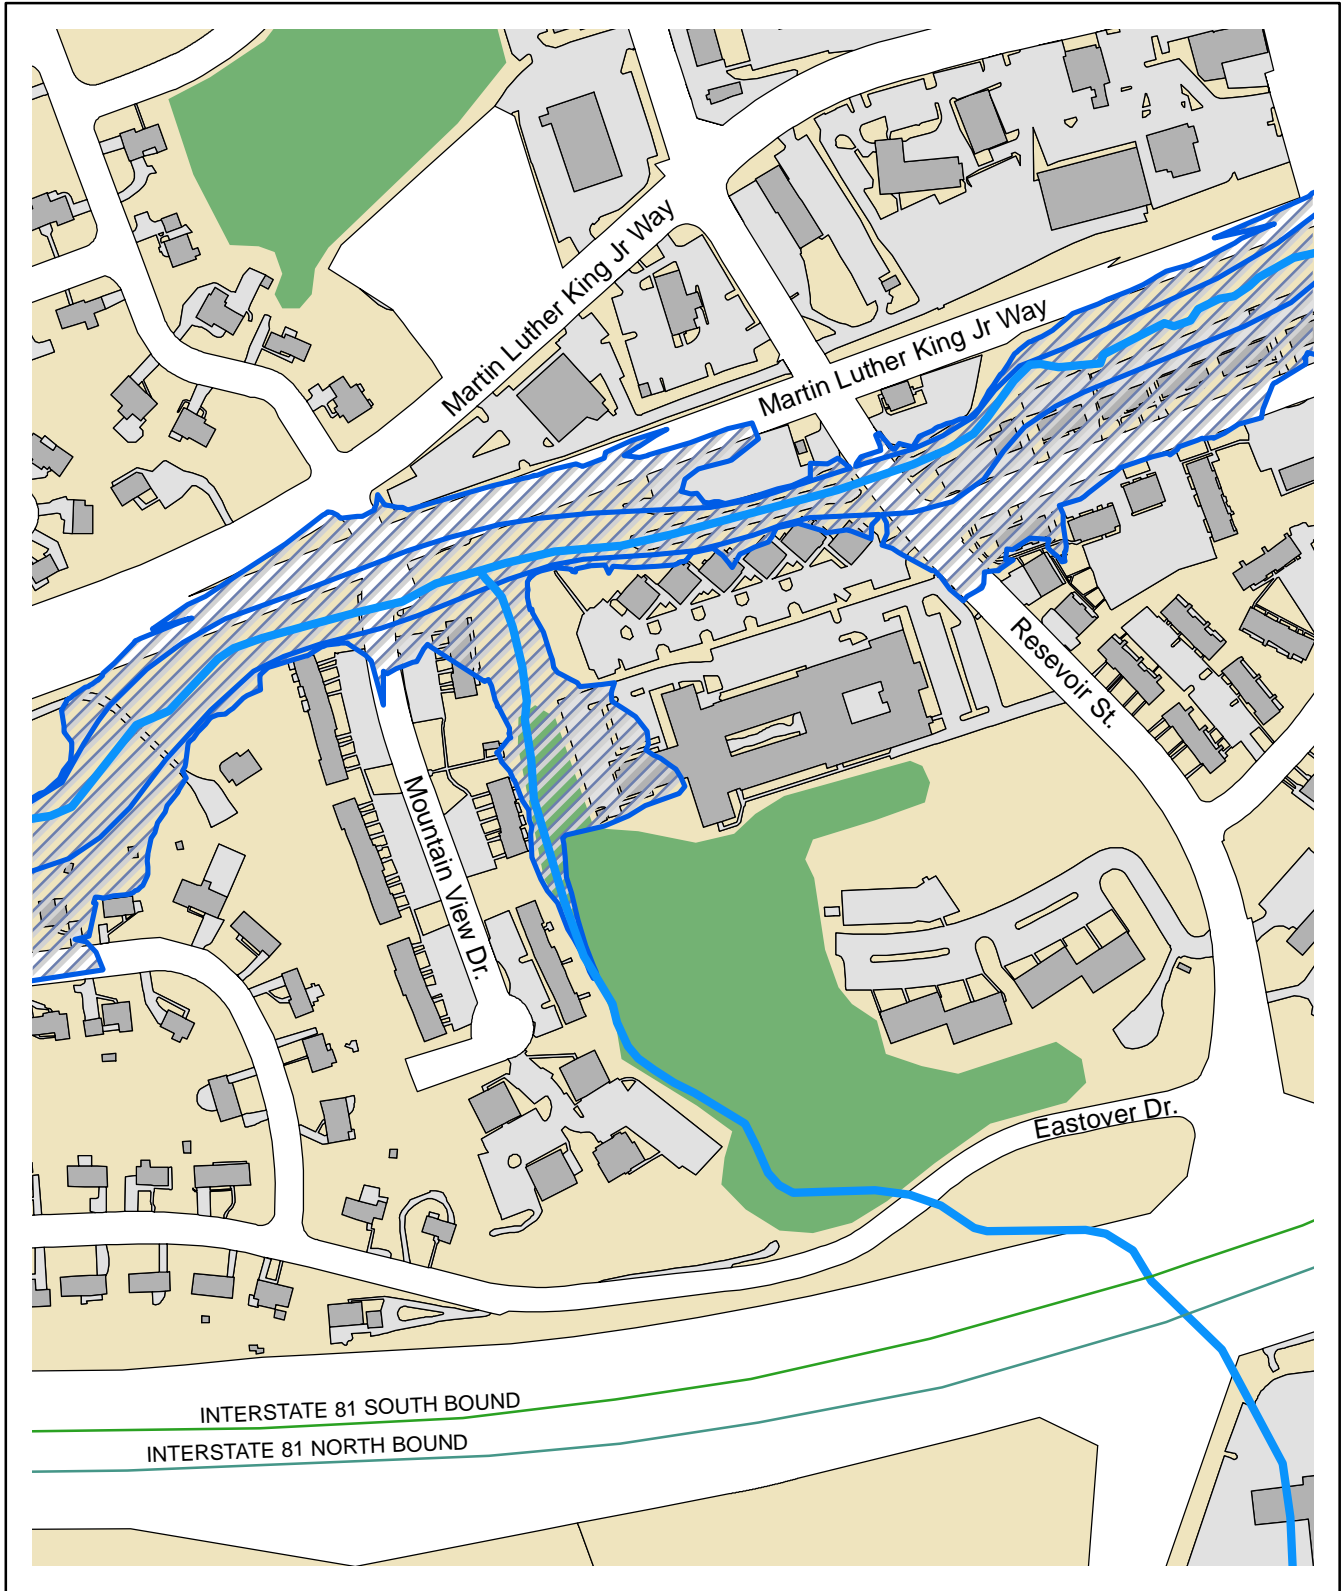 Martin Luther King Jr Way
Martin Luther King Jr Way
Resevoir St.
Mountain View Dr.
Eastover Dr.
INTERSTATE 81 SOUTH BOUND
INTERSTATE 81 NORTH BOUND